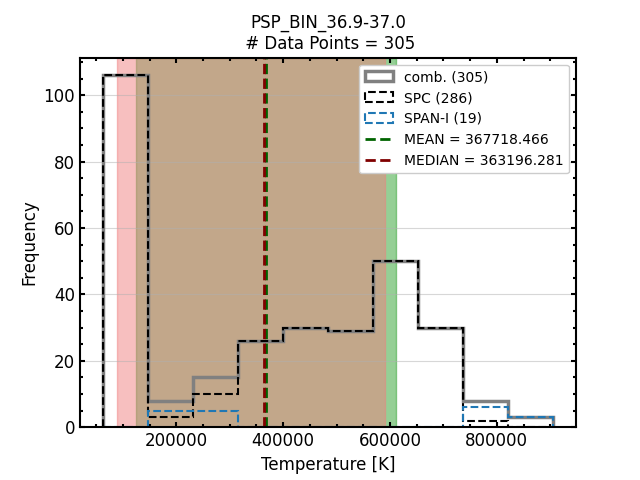 PSP_BIN_36.9-37.0
# Data Points = 305
comb. (305)
SPC (286)
SPAN-I (19)
MEAN = 367718.466
MEDIAN = 363196.281
Frequency
100
80
60
40
20
0
200000 400000 600000 800000
Temperature [K]